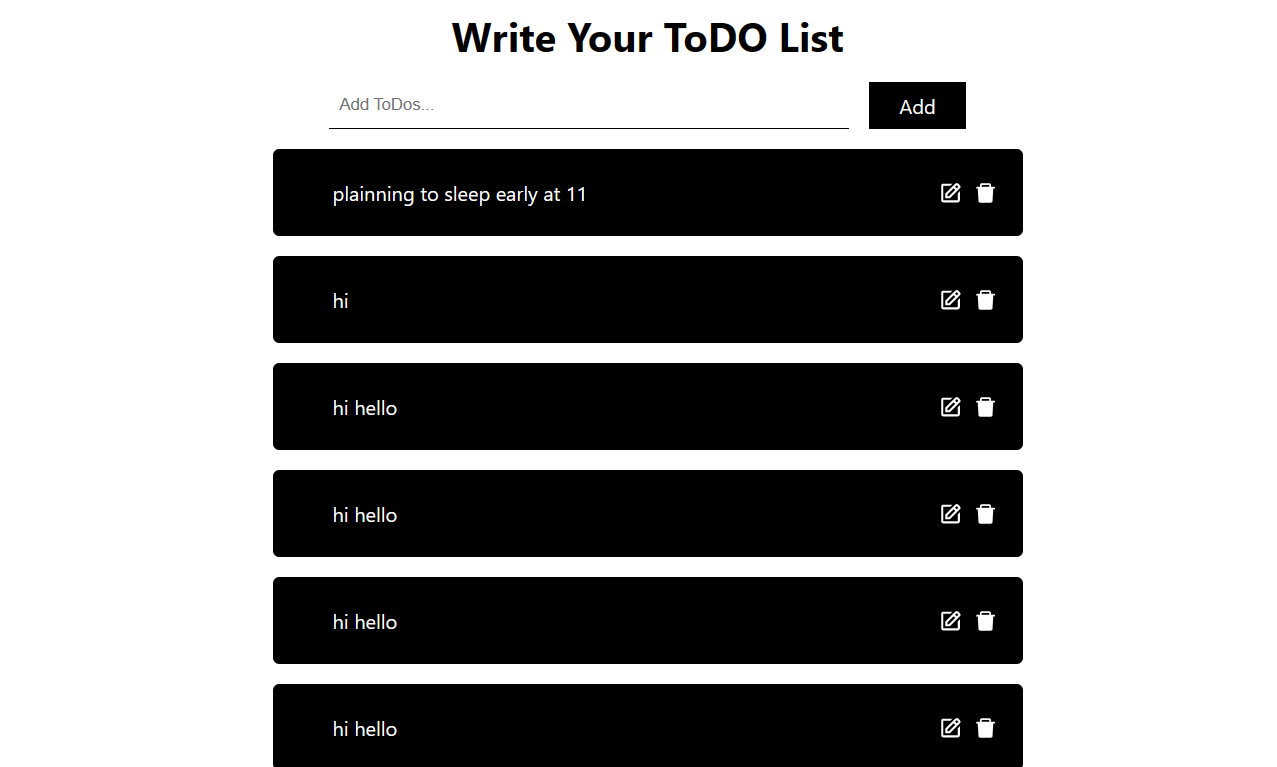 Write Your ToDO List
Add ToDos...
Add
plainning to sleep early at 11
hi
hi hello
hi hello
hi hello
hi hello